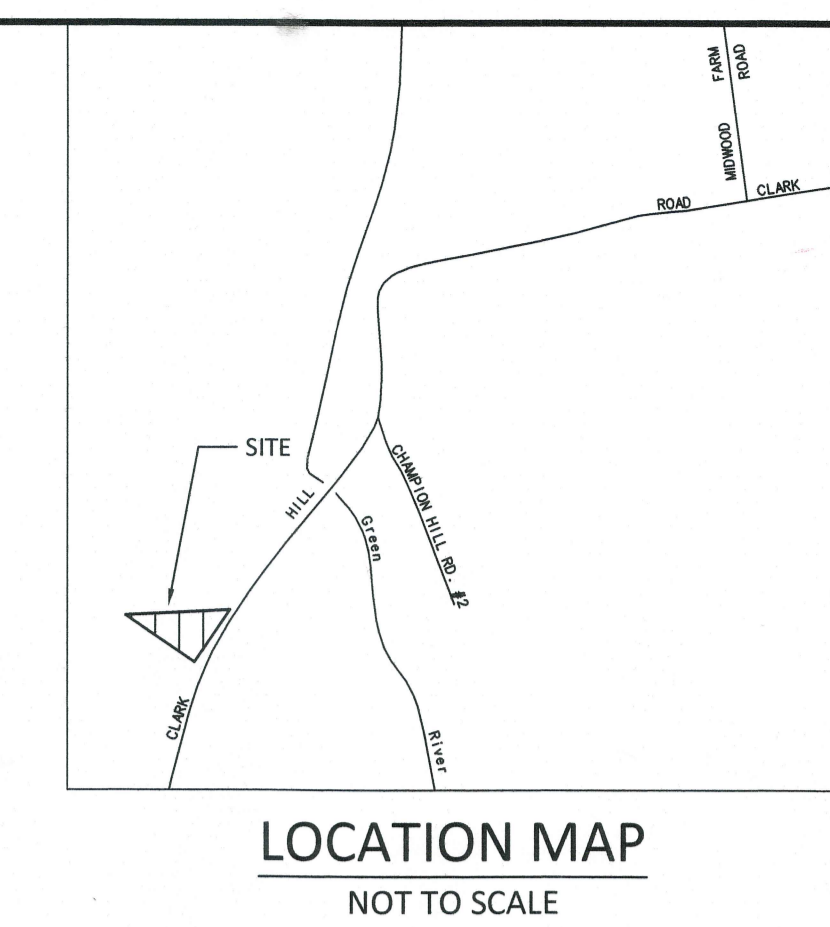 FARM
ROAD
MIDWOOD
CLARK
ROAD
SITE
HILL
CHAMPION HILL RD. #2
Green
CLARK
River
LOCATION MAP
NOT TO SCALE